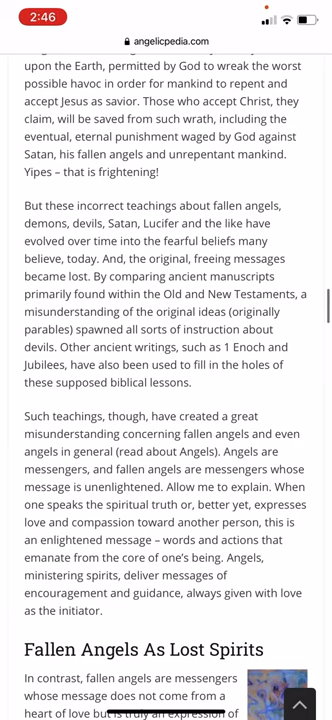 2:46
angelicpedia.com
upon the Earth, permitted by God to wreak the worst
possible havoc in order for mankind to repent and
accept Jesus as savior. Those who accept Christ, they
claim, will be saved from such wrath, including the
eventual, eternal punishment waged by God against
Satan, his fallen angels and unrepentant mankind.
Yipes – that is frightening!
But these incorrect teachings about fallen angels,
demons, devils, Satan, Lucifer and the like have
evolved over time into the fearful beliefs many
believe, today. And, the original, freeing messages
became lost. By comparing ancient manuscripts
primarily found within the Old and New Testaments, a
misunderstanding of the original ideas (originally
parables) spawned all sorts of instruction about
devils. Other ancient writings, such as 1 Enoch and
Jubilees, have also been used to fill in the holes of
these supposed biblical lessons.
Such teachings, though, have created a great
misunderstanding concerning fallen angels and even
angels in general (read about Angels). Angels are
messengers, and fallen angels are messengers whose
message is unenlightened. Allow me to explain. When
one speaks the spiritual truth or, better yet, expresses
love and compassion toward another person, this is
an enlightened message – words and actions that
emanate from the core of one's being. Angels,
ministering spirits, deliver messages of
encouragement and guidance, always given with love
as the initiator.
Fallen Angels As Lost Spirits
In contrast, fallen angels are messengers
whose message does not come from a
heart of love but is truly an expression of